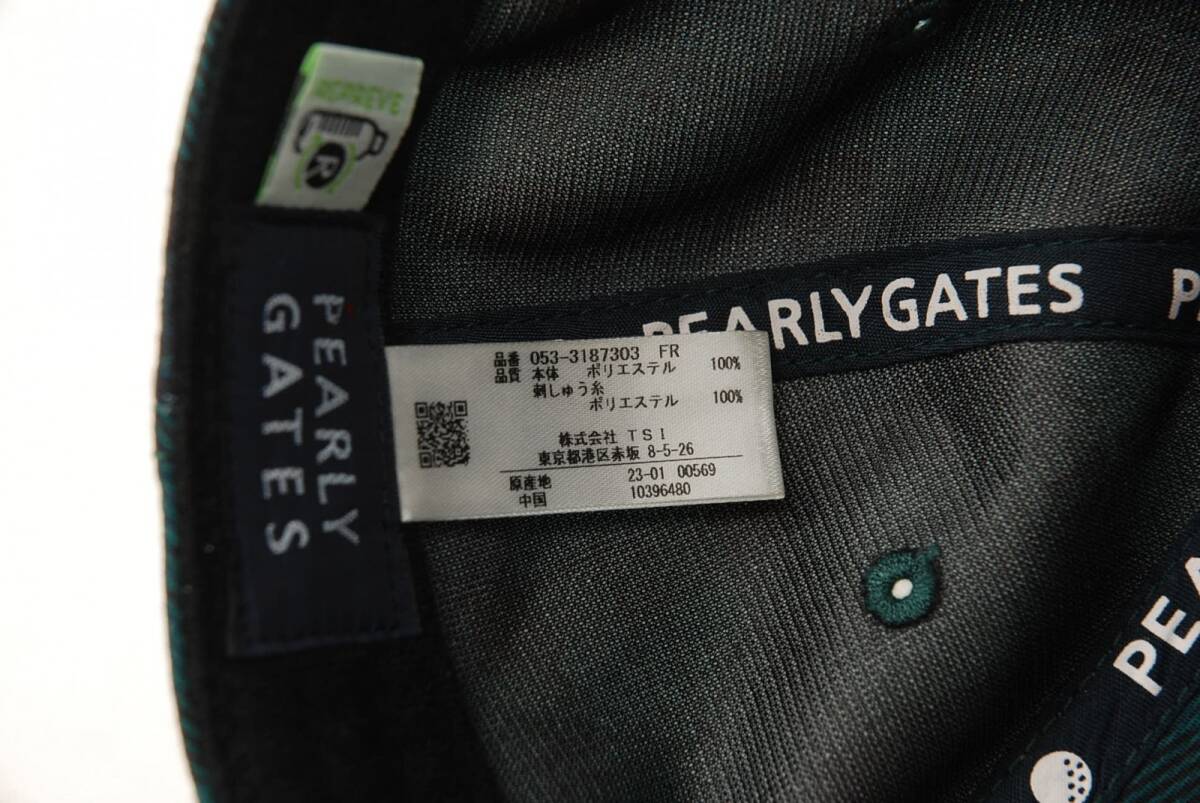 REPREVE
R
PEARLY
GATES
PEARLY GATES
品番 053-3187303 FR
品質 本体 ポリエステル 100%
刺しゅう糸
ポリエステル 100%
株式会社 TSI
東京都港区赤坂 8-5-26
原産地 23-01 00569
中国 10396480